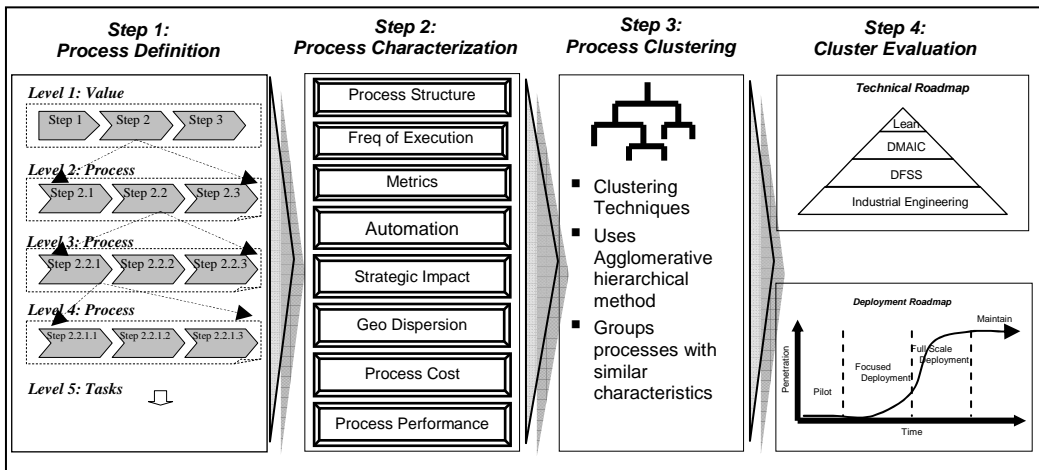 Step 1:
Process Definition
Step 2:
Process Characterization
Step 3:
Process Clustering
Step 4:
Cluster Evaluation
Level 1: Value
Step 1
Step 2
Step 3
Level 2: Process
Step 2.1
Step 2.2
Step 2.3
Level 3: Process
Step 2.2.1
Step 2.2.2
Step 2.2.3
Level 4: Process
Step 2.2.1.1
Step 2.2.1.2
Step 2.2.1.3
Level 5: Tasks
Process Structure
Freq of Execution
Metrics
Automation
Strategic Impact
Geo Dispersion
Process Cost
Process Performance
Clustering
Techniques
Uses
Agglomerative
hierarchical
method
Groups
processes with
similar
characteristics
Technical Roadmap
Lean
DMAIC
DFSS
Industrial Engineering
Deployment Roadmap
Penetration
Pilot
Focused
Deployment
Full Scale
Deployment
Maintain
Time